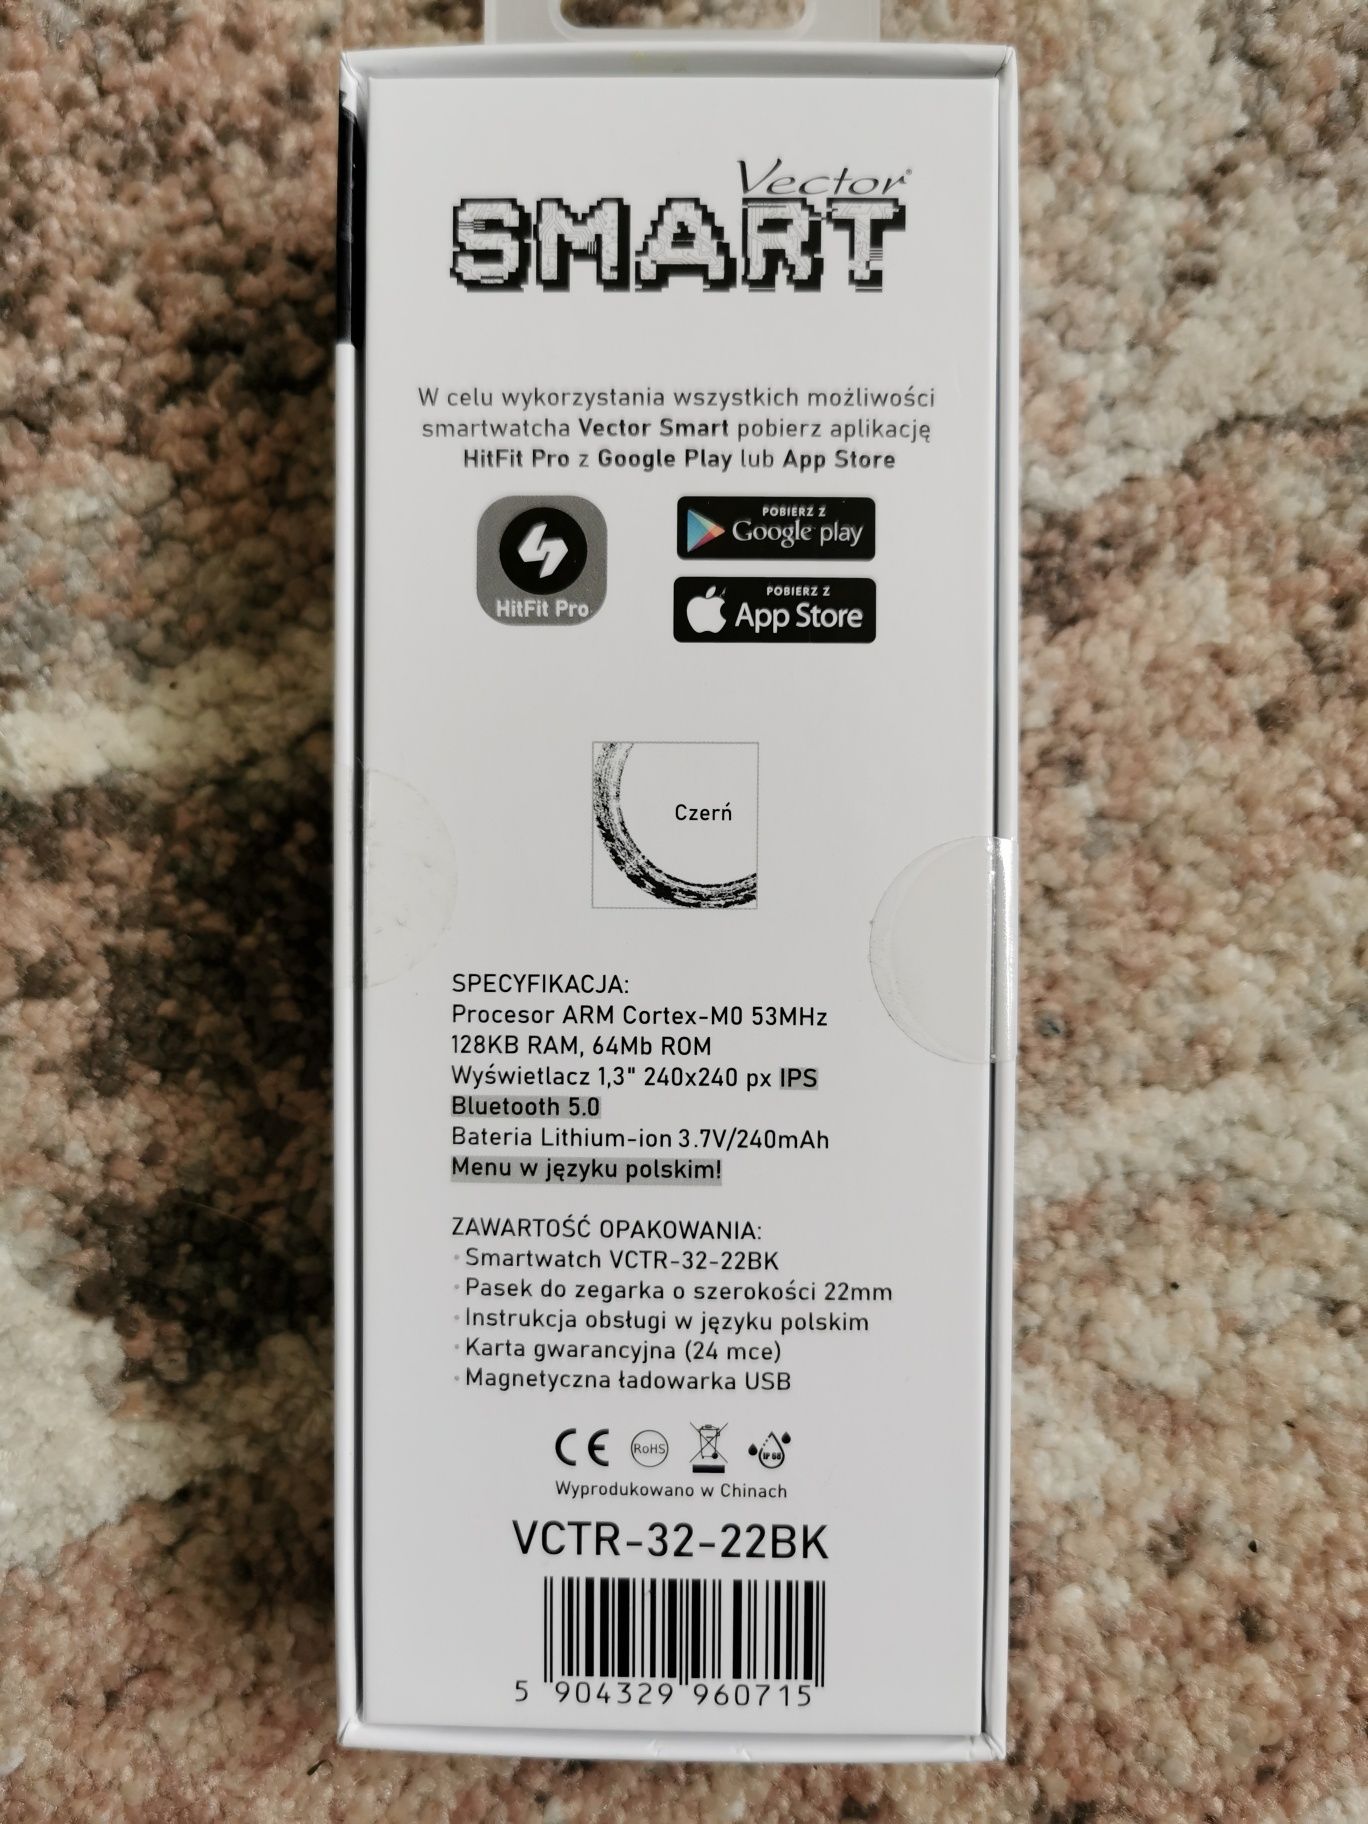 Vector®
SMART
W celu wykorzystania wszystkich możliwości
smartwatcha Vector Smart pobierz aplikację
HitFit Pro z Google Play lub App Store
HitFit Pro
POBIERZ Z
Google play
POBIERZ Z
App Store
Czerń
SPECYFIKACJA:
Procesor ARM Cortex-M0 53MHz
128KB RAM, 64Mb ROM
Wyświetlacz 1,3" 240x240 px IPS
Bluetooth 5.0
Bateria Lithium-ion 3.7V/240mAh
Menu w języku polskim!
ZAWARTOŚĆ OPAKOWANIA:
· Smartwatch VCTR-32-22BK
· Pasek do zegarka o szerokości 22mm
· Instrukcja obsługi w języku polskim
· Karta gwarancyjna (24 mce)
· Magnetyczna ładowarka USB
CE RoHS IP 68
Wyprodukowano w Chinach
VCTR-32-22BK
5 904329 960715